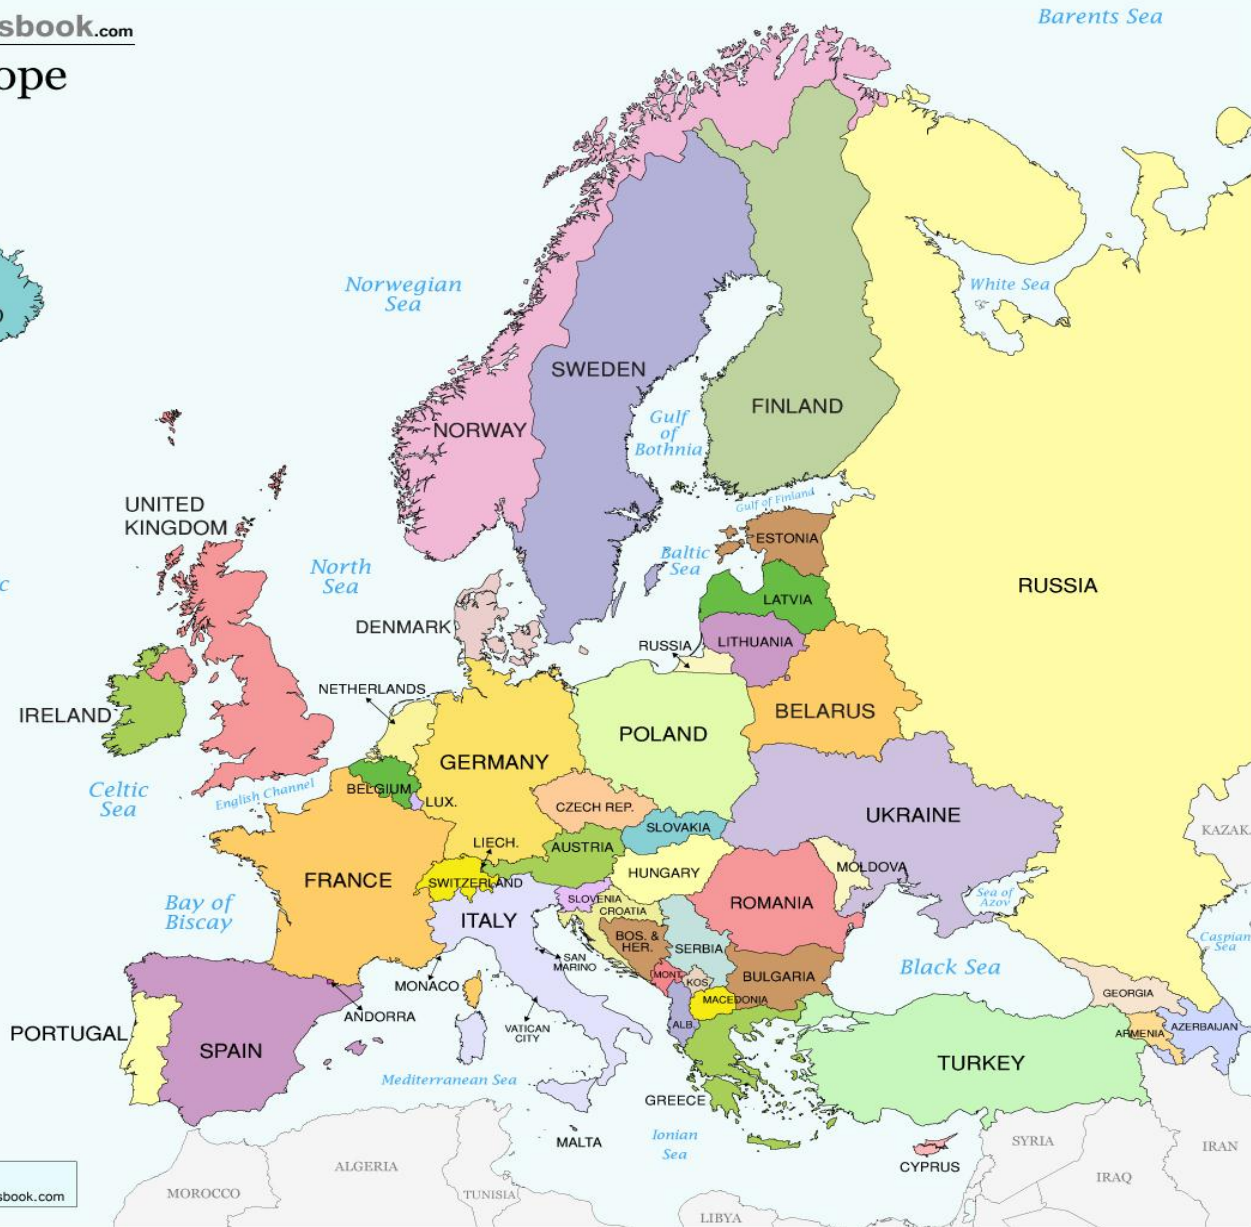 sbook.com
ope
Barents Sea
Norwegian
Sea
White Sea
SWEDEN
FINLAND
NORWAY
Gulf
of
Bothnia
UNITED
KINGDOM
Gulf of Finland
ESTONIA
Baltic
Sea
North
Sea
c
RUSSIA
LATVIA
DENMARK
LITHUANIA
RUSSIA
NETHERLANDS
IRELAND
BELARUS
POLAND
GERMANY
Celtic
Sea
English Channel
BELGIUM
LUX.
CZECH REP.
UKRAINE
SLOVAKIA
KAZAK
LIECH.
AUSTRIA
FRANCE
SWITZERLAND
HUNGARY
MOLDOVA
Bay of
Biscay
SLOVENIA
CROATIA
ROMANIA
Sea of
Azov
ITALY
BOS. &
HER.
SERBIA
Caspian
Sea
SAN
MARINO
Black Sea
MONT.
KOS.
BULGARIA
MONACO
GEORGIA
MACEDONIA
ANDORRA
ALB.
VATICAN
CITY
ARMENIA
AZERBAIJAN
PORTUGAL
SPAIN
TURKEY
Mediterranean Sea
GREECE
MALTA
Ionian
Sea
CYPRUS
SYRIA
IRAN
ALGERIA
IRAQ
MOROCCO
TUNISIA
sbook.com
LIBYA